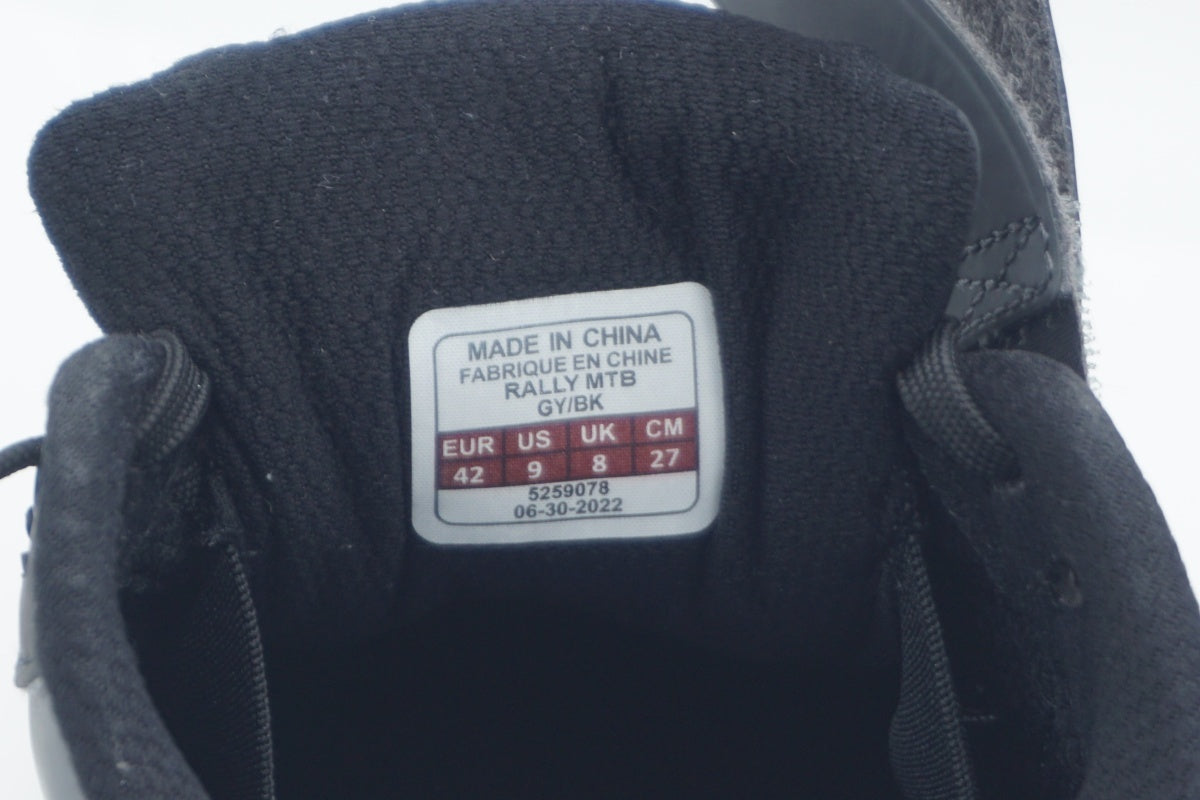 MADE IN CHINA
FABRIQUE EN CHINE
RALLY MTB
GY/BK
EUR US UK CM
42 9 8 27
5259078
06-30-2022